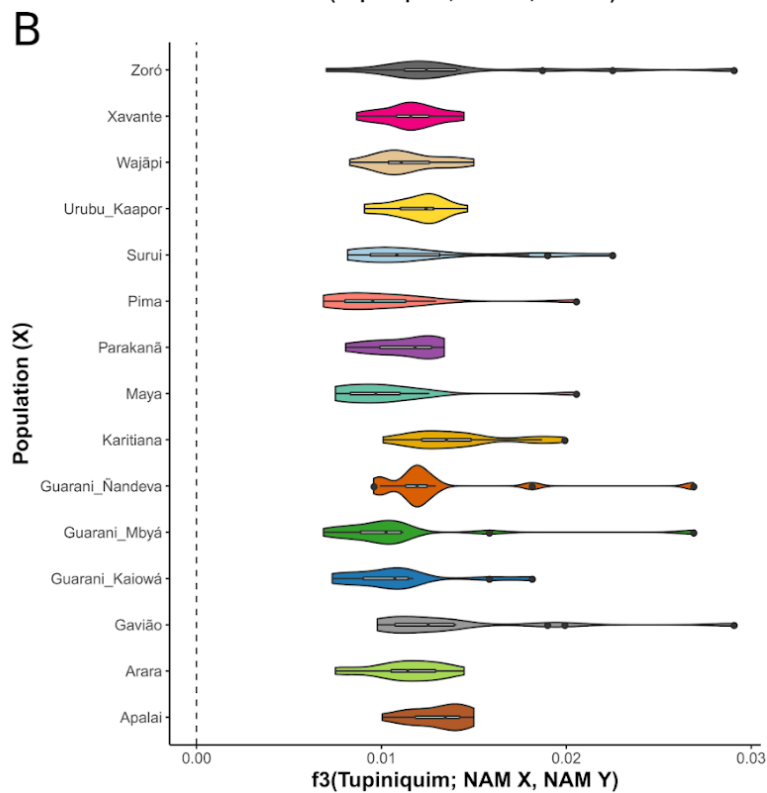 B
Zoró
Xavante
Wajãpi
Urubu_Kaapor
Surui
Pima
Parakanã
Maya
Karitiana
Guarani_Ñandeva
Guarani_Mbyá
Guarani_Kaiowá
Gavião
Arara
Apalai
Population (X)
0.00 0.01 0.02 0.03
f3(Tupiniquim; NAM X, NAM Y)